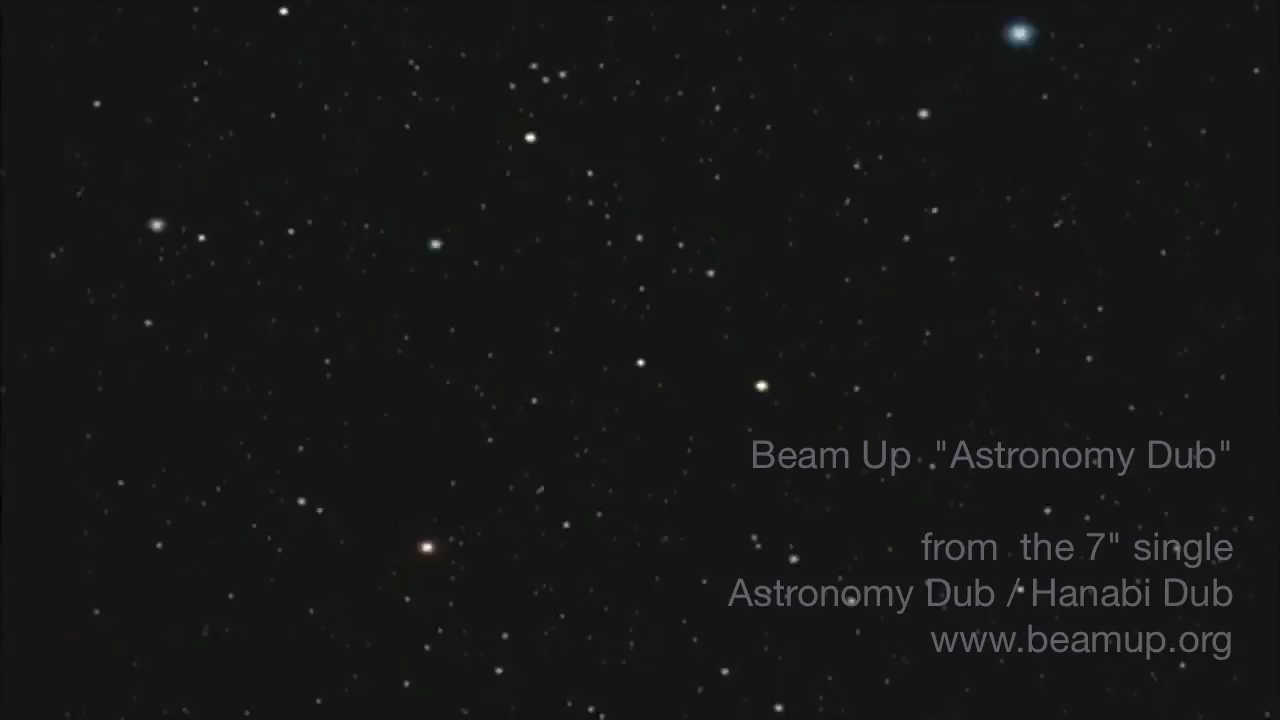 Beam Up "Astronomy Dub"
from the 7" single
Astronomy Dub / Hanabi Dub
www.beamup.org